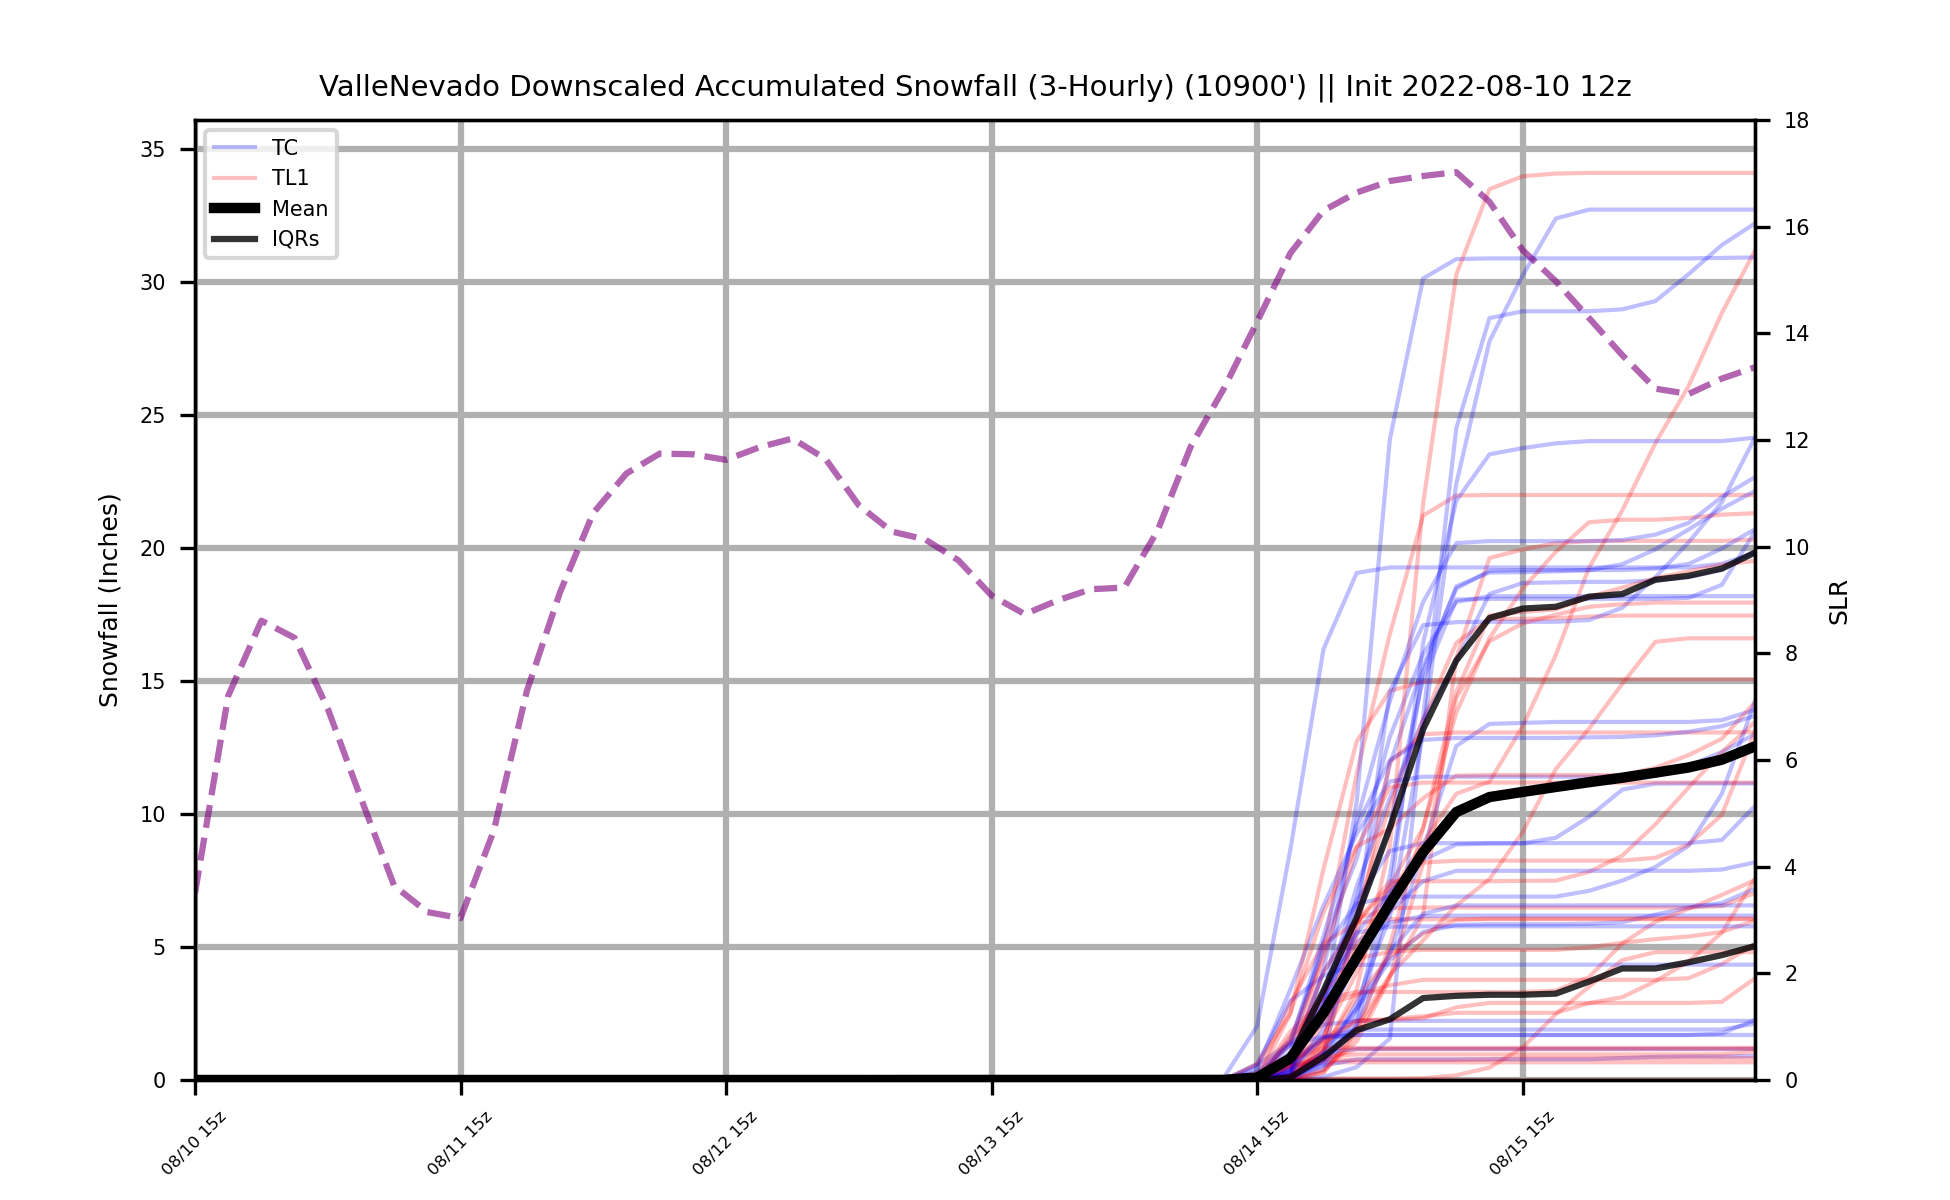 ValleNevado Downscaled Accumulated Snowfall (3-Hourly) (10900') || Init 2022-08-10 12z
TC
TL1
Mean
IQRs
Snowfall (Inches)
35
30
25
20
15
10
5
0
18
16
14
12
10
8
6
4
2
0
SLR
08/10 15z
08/11 15z
08/12 15z
08/13 15z
08/14 15z
08/15 15z